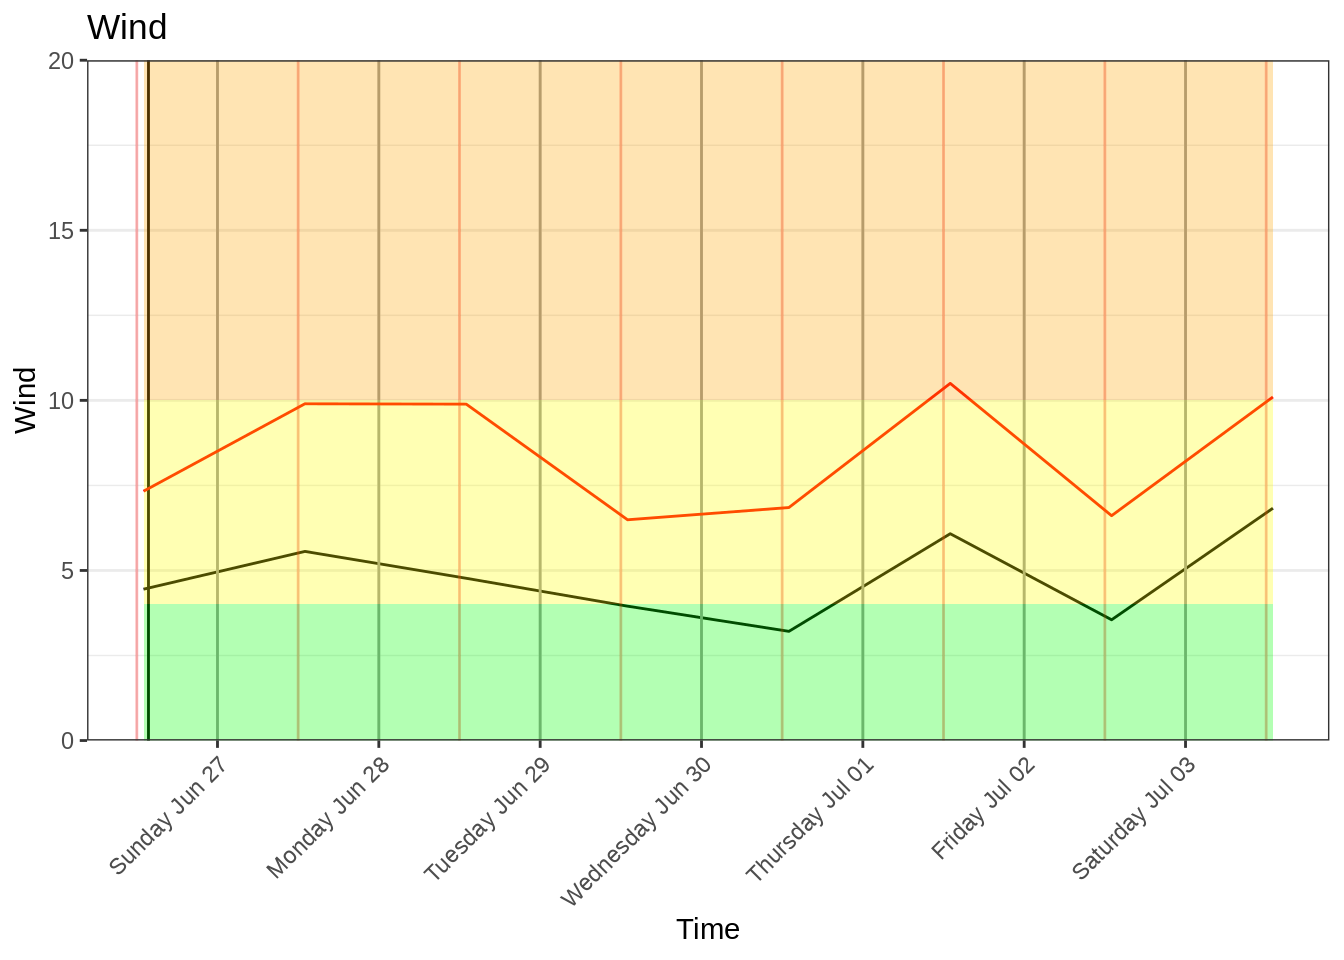 Wind
20
15
10
5
0
Wind
Sunday Jun 27
Monday Jun 28
Tuesday Jun 29
Wednesday Jun 30
Thursday Jul 01
Friday Jul 02
Saturday Jul 03
Time